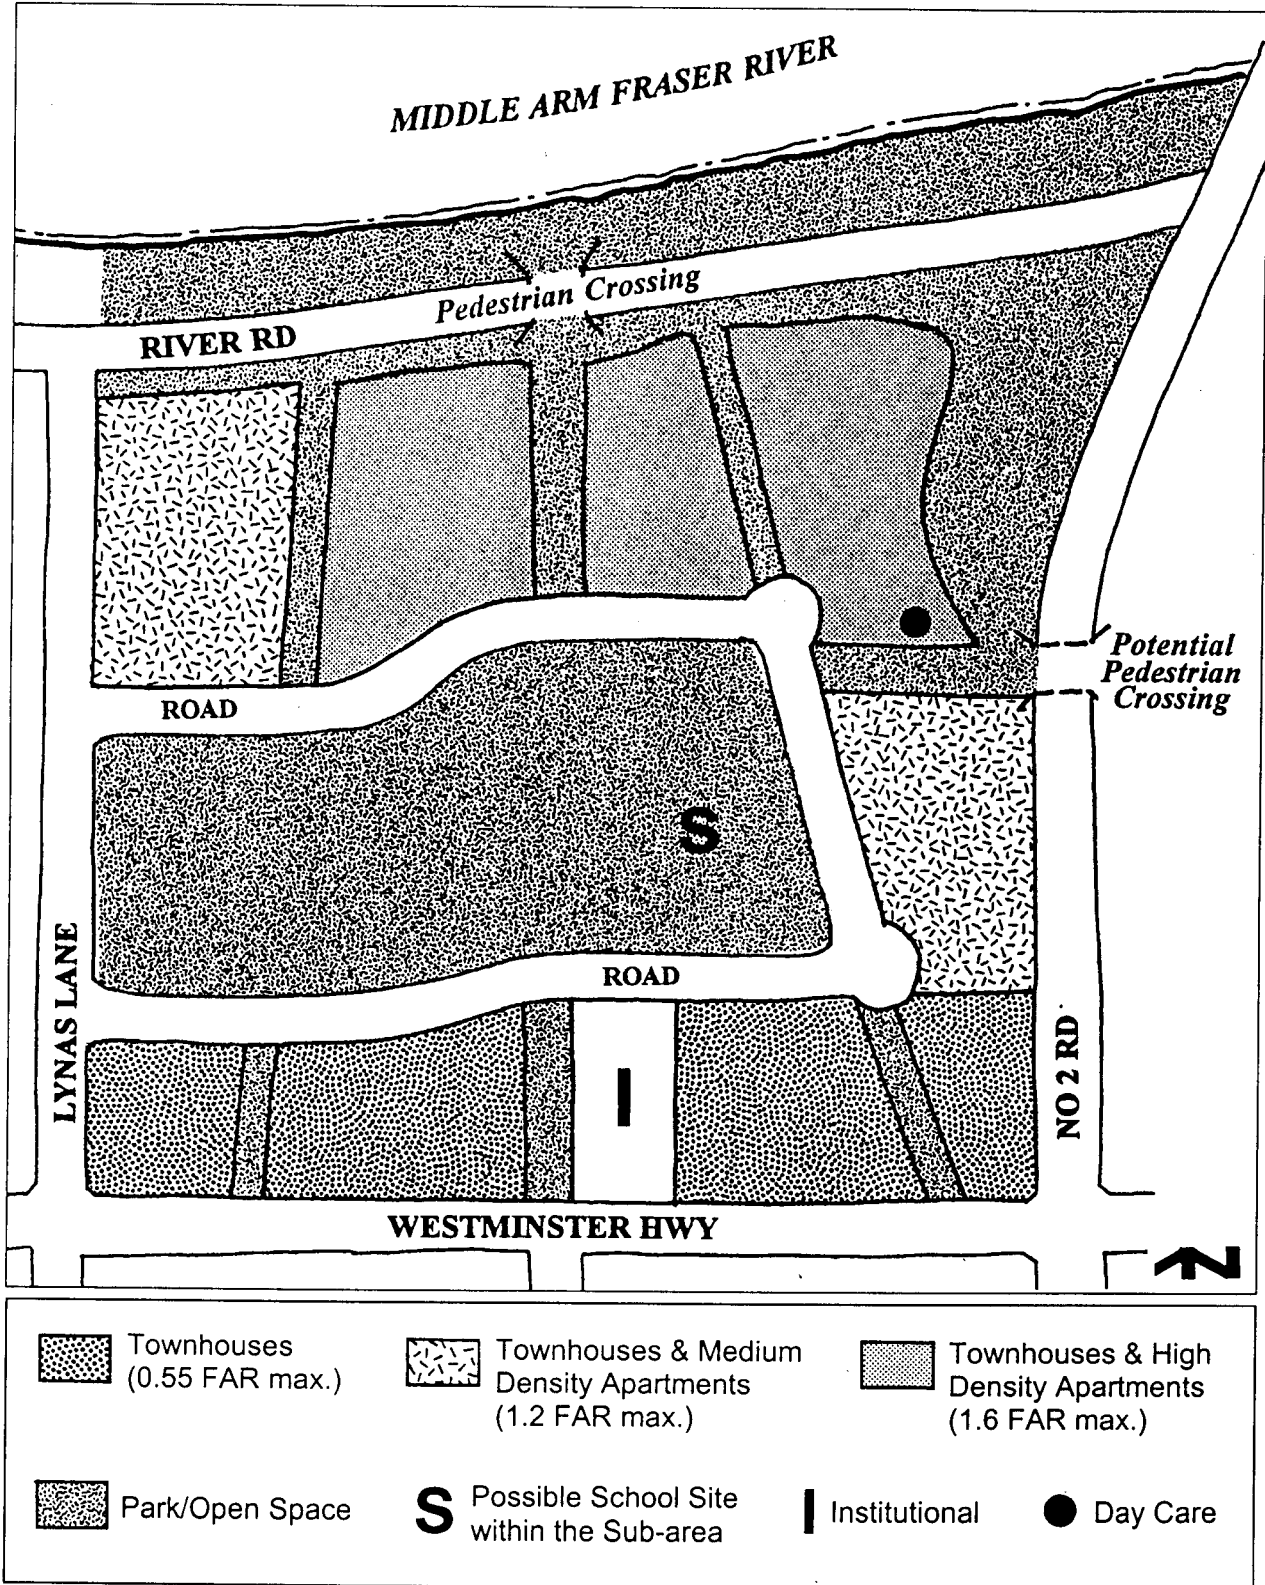 MIDDLE ARM FRASER RIVER
Pedestrian Crossing
RIVER RD
Potential
Pedestrian
Crossing
ROAD
S
ROAD
LYNAS LANE
NO 2 RD
I
WESTMINSTER HWY
N
Townhouses
(0.55 FAR max.)
Townhouses & Medium
Density Apartments
(1.2 FAR max.)
Townhouses & High
Density Apartments
(1.6 FAR max.)
Park/Open Space
S Possible School Site
within the Sub-area
I Institutional
Day Care